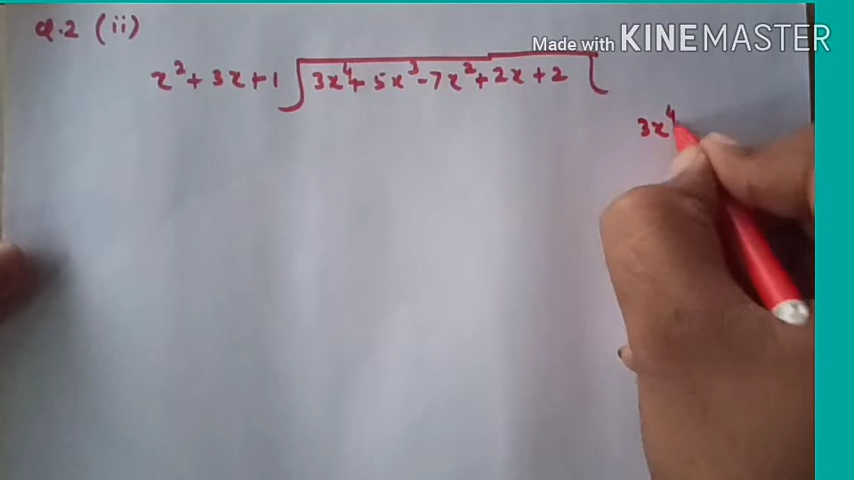 Q.2 (ii)
Made with KINEMASTER
x² + 3x + 1 ) 3x⁴ + 5x³ - 7x² + 2x + 2 (
3x⁴